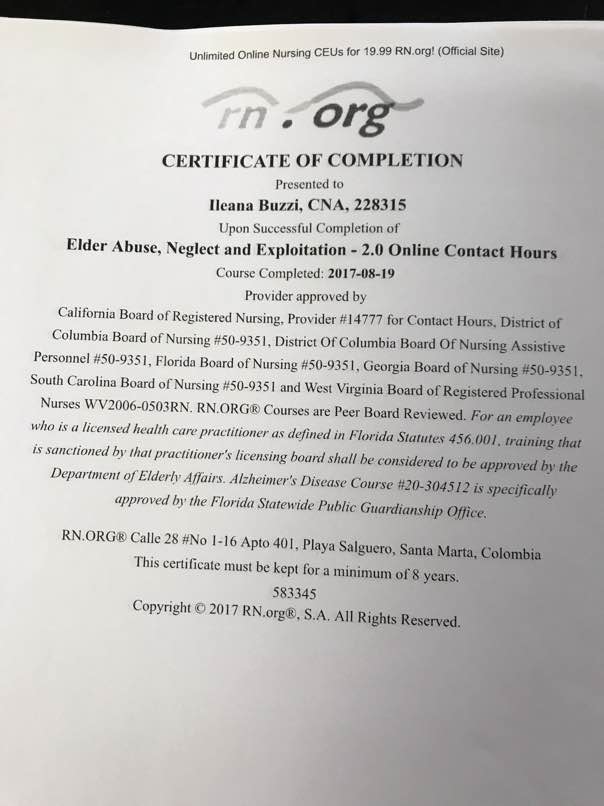 Unlimited Online Nursing CEUs for 19.99 RN.org! (Official Site)
rn.org
CERTIFICATE OF COMPLETION
Presented to
Ileana Buzzi, CNA, 228315
Upon Successful Completion of
Elder Abuse, Neglect and Exploitation - 2.0 Online Contact Hours
Course Completed: 2017-08-19
Provider approved by
California Board of Registered Nursing, Provider #14777 for Contact Hours, District of
Columbia Board of Nursing #50-9351, District Of Columbia Board Of Nursing Assistive
Personnel #50-9351, Florida Board of Nursing #50-9351, Georgia Board of Nursing #50-9351,
South Carolina Board of Nursing #50-9351 and West Virginia Board of Registered Professional
Nurses WV2006-0503RN. RN.ORG® Courses are Peer Board Reviewed. For an employee
who is a licensed health care practitioner as defined in Florida Statutes 456.001, training that
is sanctioned by that practitioner's licensing board shall be considered to be approved by the
Department of Elderly Affairs. Alzheimer's Disease Course #20-304512 is specifically
approved by the Florida Statewide Public Guardianship Office.
RN.ORG® Calle 28 #No 1-16 Apto 401, Playa Salguero, Santa Marta, Colombia
This certificate must be kept for a minimum of 8 years.
583345
Copyright © 2017 RN.org®, S.A. All Rights Reserved.